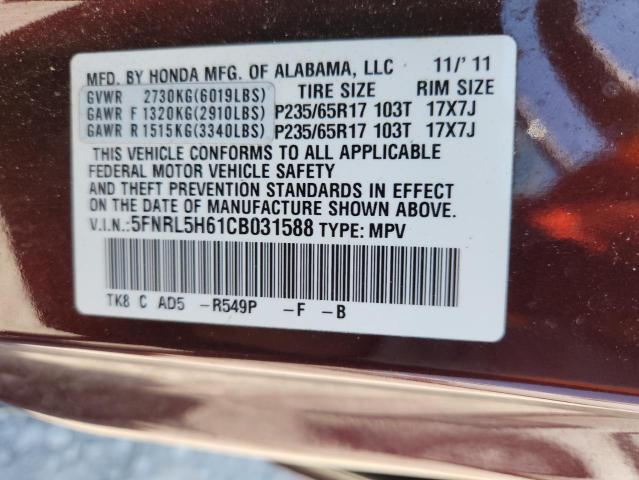 MFD. BY HONDA MFG. OF ALABAMA, LLC 11/'11
GVWR 2730KG(6019LBS) TIRE SIZE RIM SIZE
GAWR F 1320KG(2910LBS) P235/65R17 103T 17X7J
GAWR R 1515KG(3340LBS) P235/65R17 103T 17X7J
THIS VEHICLE CONFORMS TO ALL APPLICABLE
FEDERAL MOTOR VEHICLE SAFETY
AND THEFT PREVENTION STANDARDS IN EFFECT
ON THE DATE OF MANUFACTURE SHOWN ABOVE.
V.I.N.:5FNRL5H61CB031588 TYPE: MPV
TK8 C AD5 -R549P -F -B